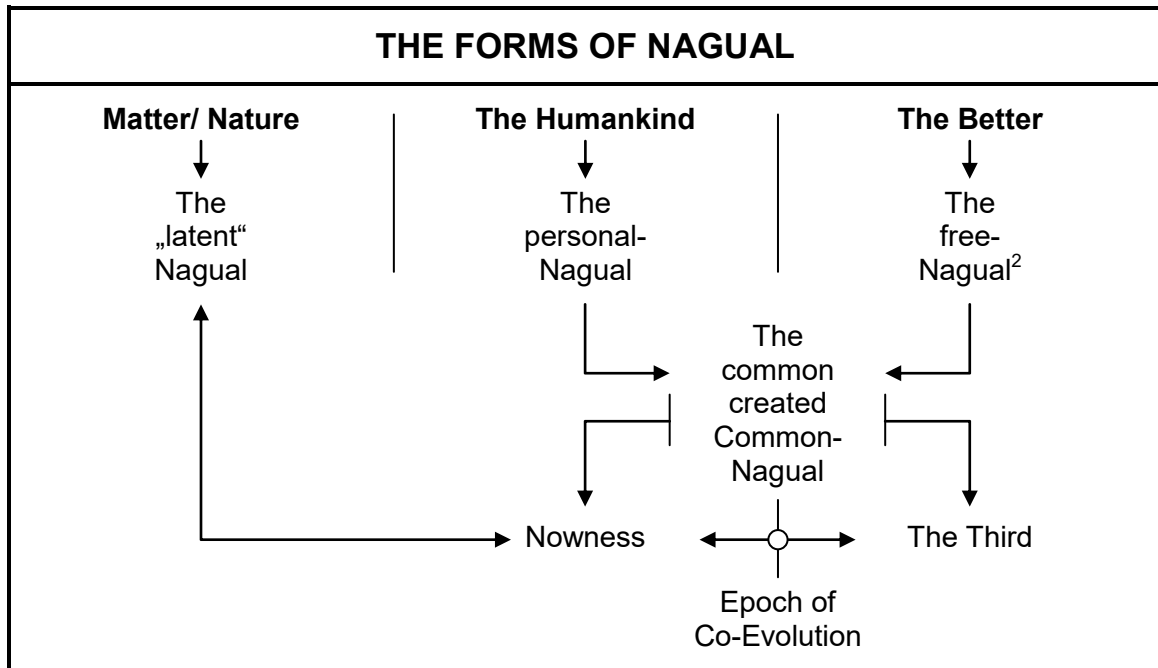 THE FORMS OF NAGUAL
Matter/ Nature
The Humankind
The Better
The
„latent“
Nagual
The
personal-
Nagual
The
free-
Nagual²
The
common
created
Common-
Nagual
Nowness
The Third
Epoch of
Co-Evolution